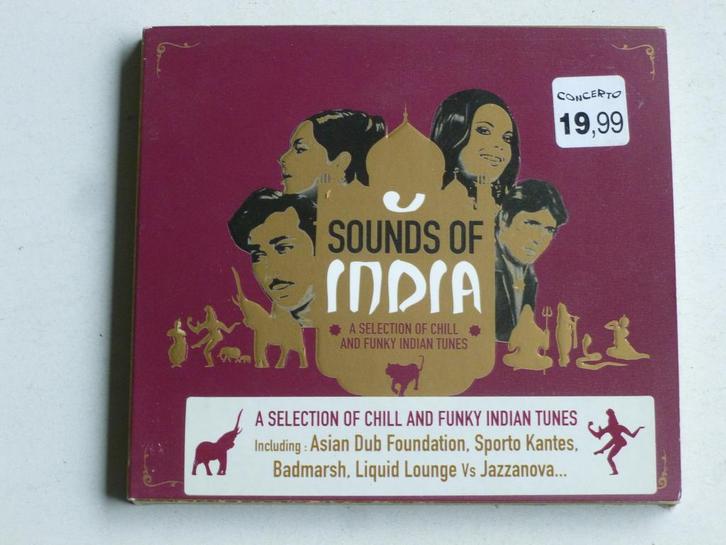 CONCERTO
19,99
SOUNDS OF
INDIA
A SELECTION OF CHILL
AND FUNKY INDIAN TUNES
A SELECTION OF CHILL AND FUNKY INDIAN TUNES
Including : Asian Dub Foundation, Sporto Kantes,
Badmarsh, Liquid Lounge Vs Jazzanova...